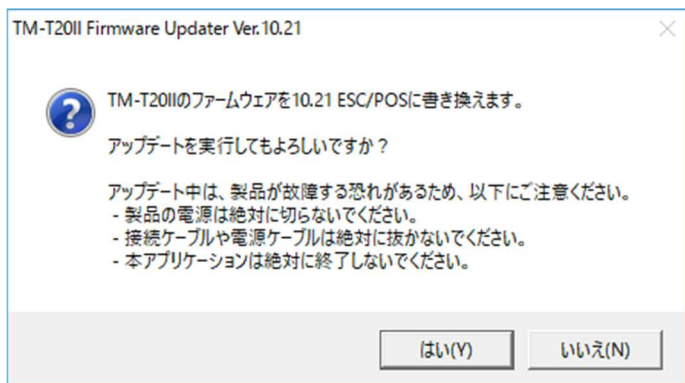 TM-T20II Firmware Updater Ver.10.21
TM-T20IIのファームウェアを10.21 ESC/POSに書き換えます。
アップデートを実行してもよろしいですか？
アップデート中は、製品が故障する恐れがあるため、以下にご注意ください。
- 製品の電源は絶対に切らないでください。
- 接続ケーブルや電源ケーブルは絶対に抜かないでください。
- 本アプリケーションは絶対に終了しないでください。
はい(Y) いいえ(N)